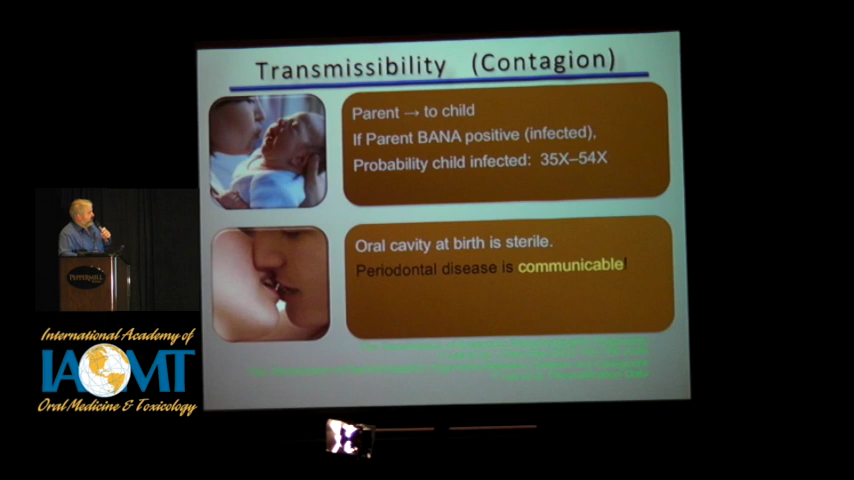 Transmissibility (Contagion)
Parent → to child
If Parent BANA positive (infected),
Probability child infected: 35X–54X
Oral cavity at birth is sterile.
Periodontal disease is communicable!
PEPPERMILL
International Academy of
IAOMT
Oral Medicine & Toxicology